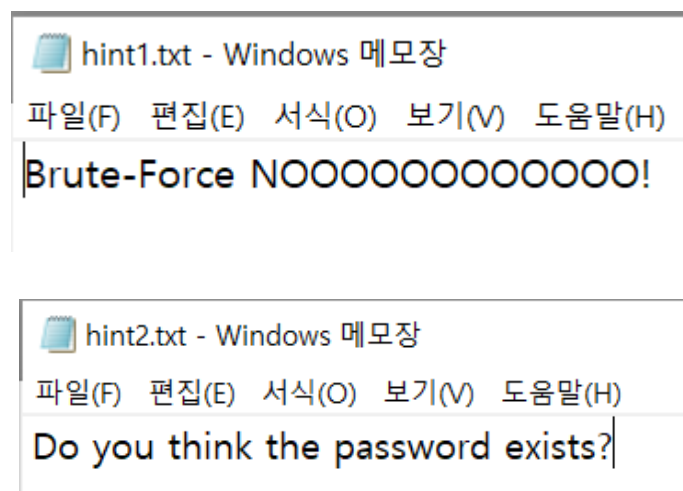 hint1.txt - Windows 메모장
파일(F) 편집(E) 서식(O) 보기(V) 도움말(H)
Brute-Force NOOOOOOOOOOOOO!
hint2.txt - Windows 메모장
파일(F) 편집(E) 서식(O) 보기(V) 도움말(H)
Do you think the password exists?